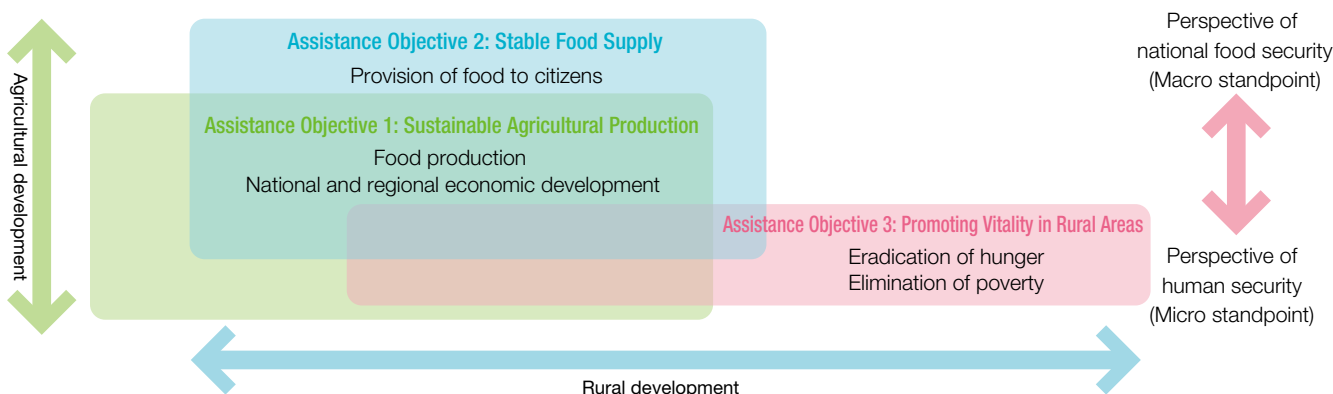 Agricultural development
Assistance Objective 2: Stable Food Supply
Provision of food to citizens
Assistance Objective 1: Sustainable Agricultural Production
Food production
National and regional economic development
Assistance Objective 3: Promoting Vitality in Rural Areas
Eradication of hunger
Elimination of poverty
Perspective of
national food security
(Macro standpoint)
Perspective of
human security
(Micro standpoint)
Rural development